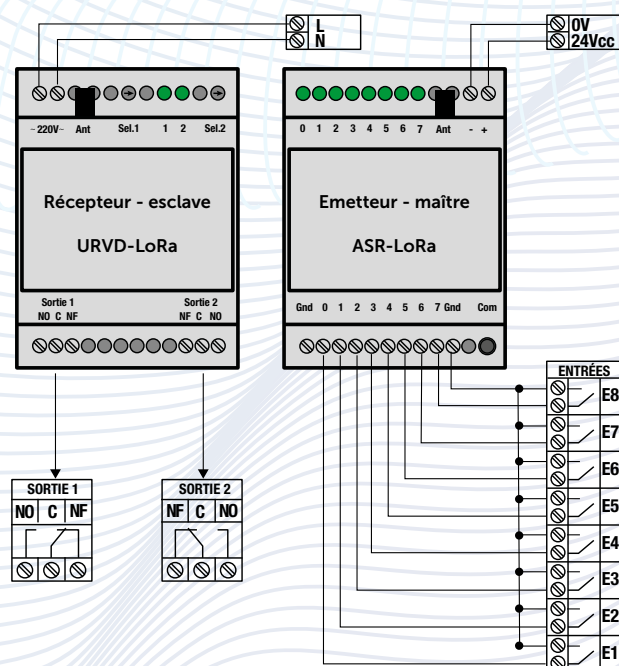 L
N
0V
24Vcc
~ 220V~ Ant Sel.1 1 2 Sel.2
0 1 2 3 4 5 6 7 Ant - +
Récepteur - esclave
URVD-LoRa
Emetteur - maître
ASR-LoRa
Sortie 1 Sortie 2
NO C NF NF C NO
Gnd 0 1 2 3 4 5 6 7 Gnd Com
ENTRÉES
E8
E7
E6
E5
E4
E3
E2
E1
SORTIE 1
NO C NF
SORTIE 2
NF C NO